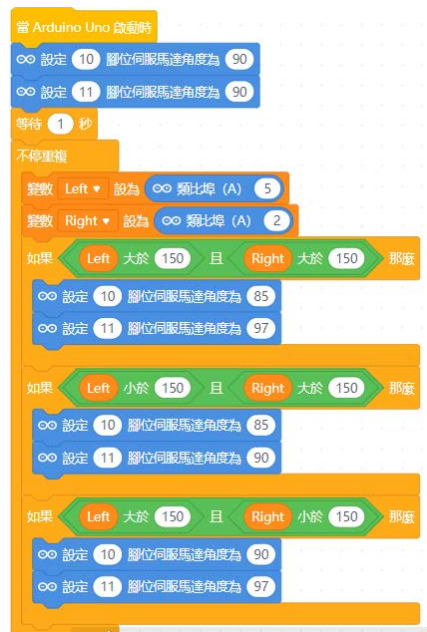 當 Arduino Uno 啟動時
設定 10 腳位伺服馬達角度為 90
設定 11 腳位伺服馬達角度為 90
等待 1 秒
不停重複
變數 Left ▾ 設為 類比埠 (A) 5
變數 Right ▾ 設為 類比埠 (A) 2
如果 Left 大於 150 且 Right 大於 150 那麼
設定 10 腳位伺服馬達角度為 85
設定 11 腳位伺服馬達角度為 97
如果 Left 小於 150 且 Right 大於 150 那麼
設定 10 腳位伺服馬達角度為 85
設定 11 腳位伺服馬達角度為 90
如果 Left 大於 150 且 Right 小於 150 那麼
設定 10 腳位伺服馬達角度為 90
設定 11 腳位伺服馬達角度為 97